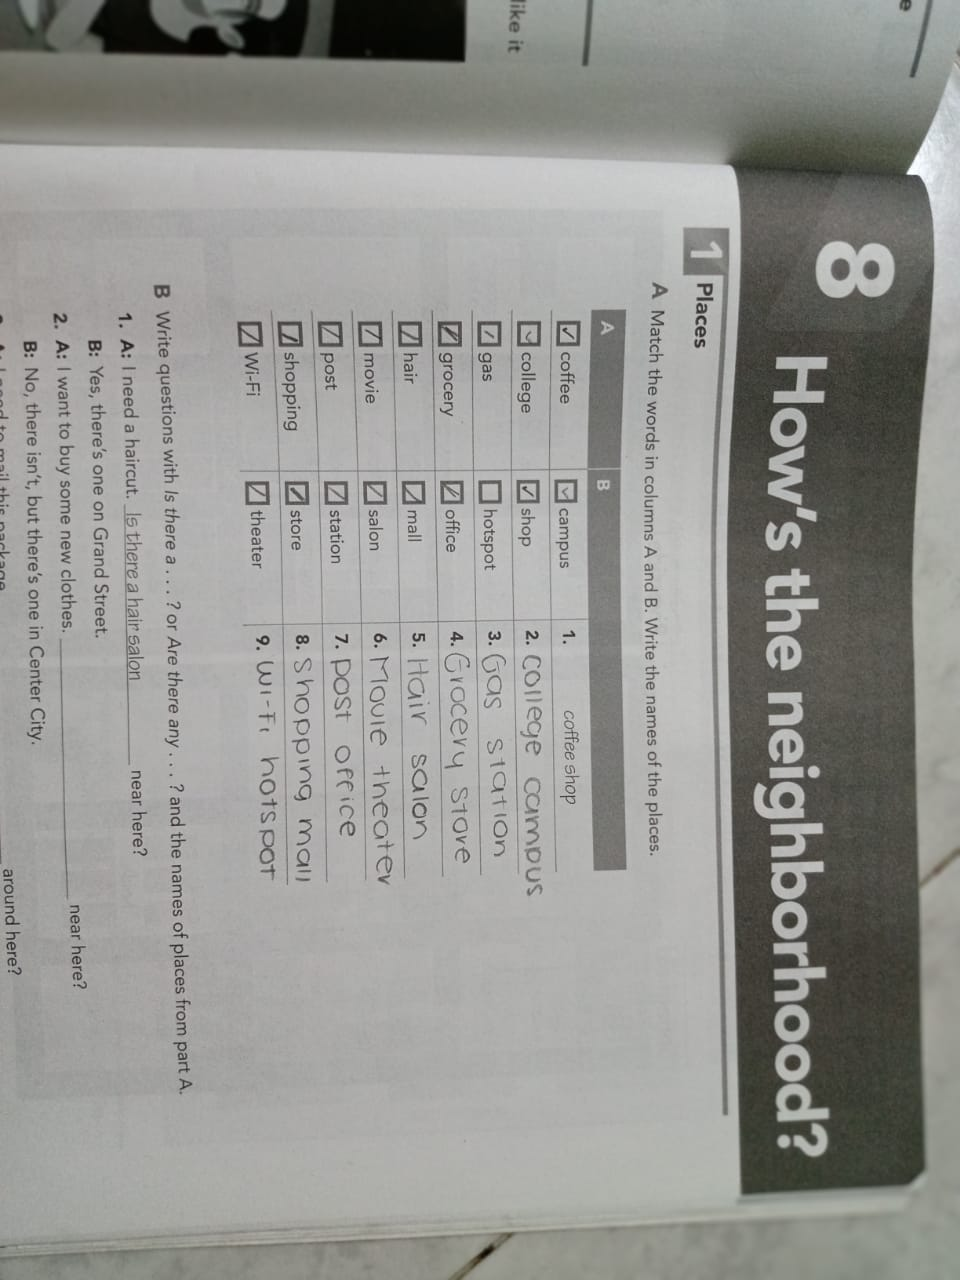 like it
e
8 How's the neighborhood?
1 Places
A Match the words in columns A and B. Write the names of the places.
A B
coffee campus 1. coffee shop
college shop 2. college campus
gas hotspot 3. Gas station
grocery office 4. Grocery store
hair mall 5. Hair salon
movie salon 6. Movie theater
post station 7. post office
shopping store 8. Shopping mall
Wi-Fi theater 9. Wi-Fi hotspot
B Write questions with Is there a . . . ? or Are there any . . . ? and the names of places from part A.
1. A: I need a haircut. Is there a hair salon near here?
B: Yes, there's one on Grand Street.
2. A: I want to buy some new clothes. near here?
B: No, there isn't, but there's one in Center City.
around here?